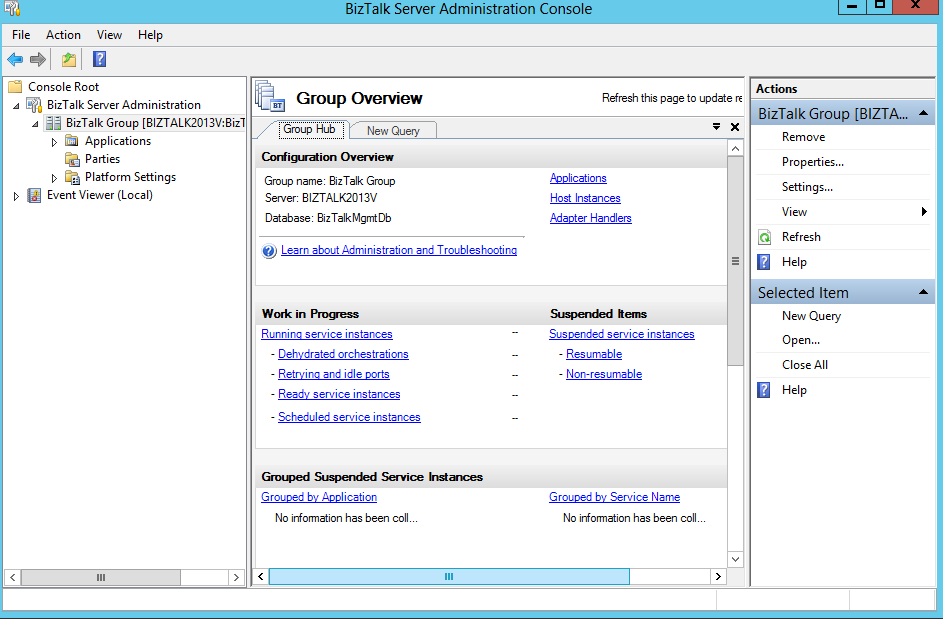 BizTalk Server Administration Console
File Action View Help
Console Root
BizTalk Server Administration
BizTalk Group [BIZTALK2013V:BizT
Applications
Parties
Platform Settings
Event Viewer (Local)
BT
Group Overview
Refresh this page to update re
Group Hub
New Query
Configuration Overview
Group name: BizTalk Group
Server: BIZTALK2013V
Database: BizTalkMgmtDb
Applications
Host Instances
Adapter Handlers
Learn about Administration and Troubleshooting
Work in Progress
Running service instances --
- Dehydrated orchestrations --
- Retrying and idle ports --
- Ready service instances --
- Scheduled service instances --
Suspended Items
Suspended service instances
- Resumable
- Non-resumable
Grouped Suspended Service Instances
Grouped by Application
No information has been coll...
Grouped by Service Name
No information has been coll...
Actions
BizTalk Group [BIZTA...
Remove
Properties...
Settings...
View
Refresh
Help
Selected Item
New Query
Open...
Close All
Help